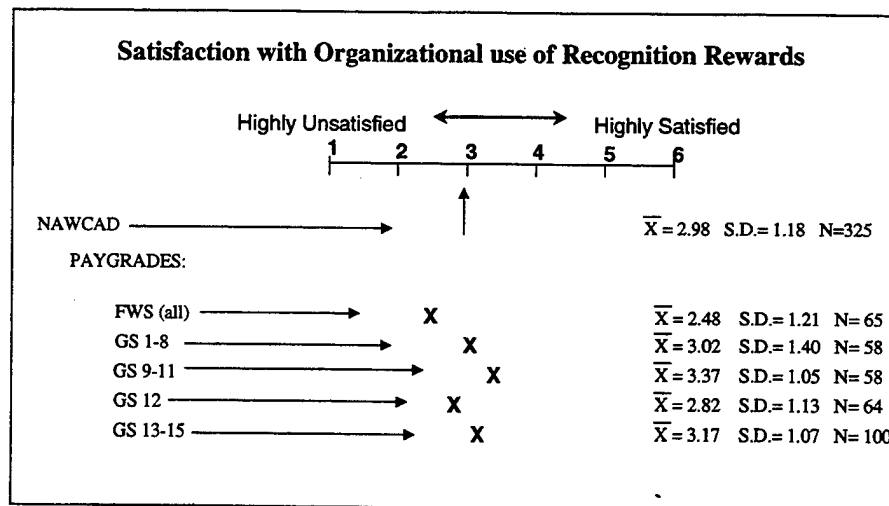 Satisfaction with Organizational use of Recognition Rewards
Highly Unsatisfied Highly Satisfied
1 2 3 4 5 6
NAWCAD X = 2.98 S.D.= 1.18 N=325
PAYGRADES:
FWS (all) X X = 2.48 S.D.= 1.21 N= 65
GS 1-8 X X = 3.02 S.D.= 1.40 N= 58
GS 9-11 X X = 3.37 S.D.= 1.05 N= 58
GS 12 X X = 2.82 S.D.= 1.13 N= 64
GS 13-15 X X = 3.17 S.D.= 1.07 N= 100